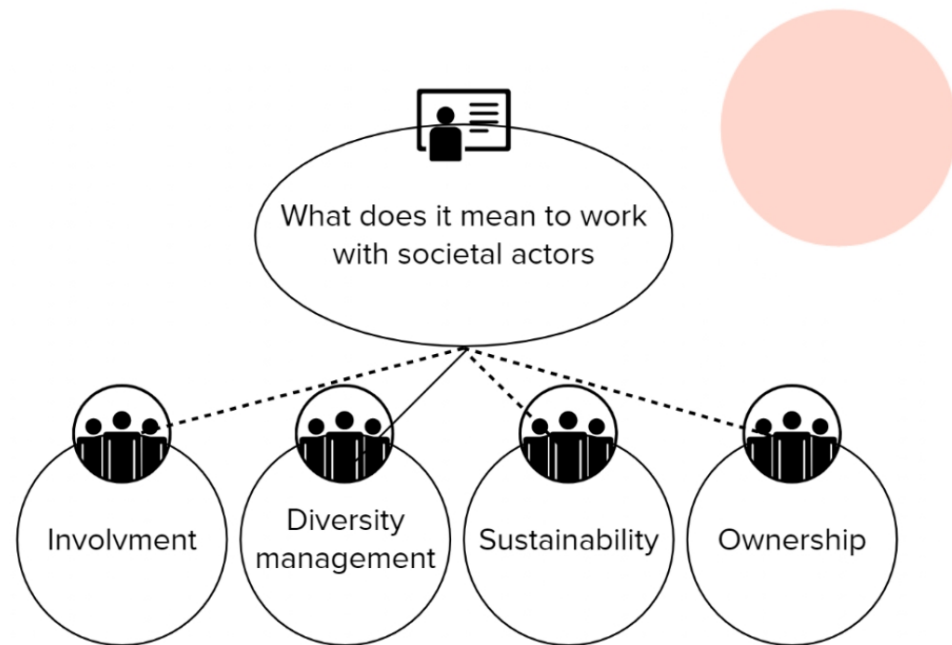 What does it mean to work
with societal actors
Involvment
Diversity
management
Sustainability
Ownership